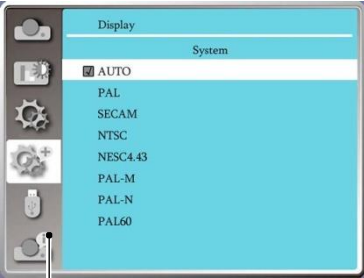 Display
System
AUTO
PAL
SECAM
NTSC
NESC4.43
PAL-M
PAL-N
PAL60